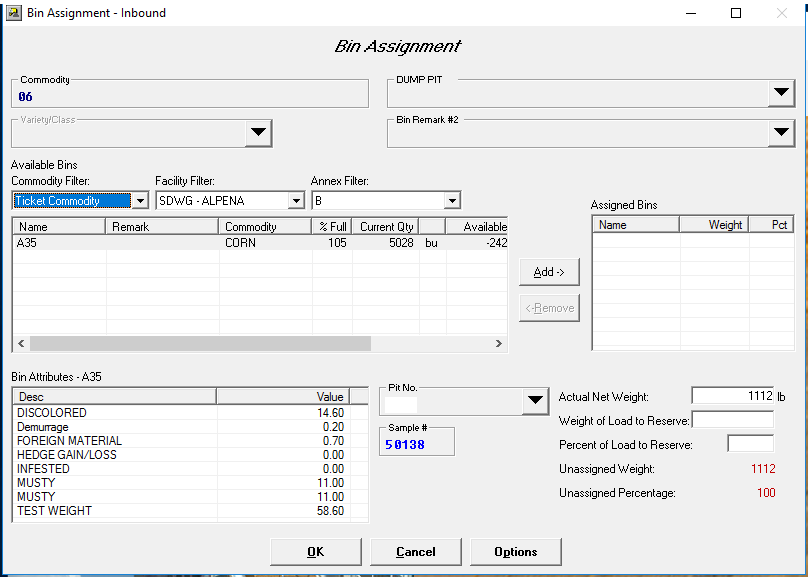 Bin Assignment - Inbound
Bin Assignment
Commodity
06
DUMP PIT
Variety/Class
Bin Remark #2
Available Bins
Commodity Filter: Facility Filter: Annex Filter:
Ticket Commodity SDWG - ALPENA B
Name Remark Commodity % Full Current Qty Available
A35 CORN 105 5028 bu -242
Assigned Bins
Name Weight Pct
Add ->
<-Remove
Bin Attributes - A35
Desc Value
DISCOLORED 14.60
Demurrage 0.20
FOREIGN MATERIAL 0.70
HEDGE GAIN/LOSS 0.00
INFESTED 0.00
MUSTY 11.00
MUSTY 11.00
TEST WEIGHT 58.60
Pit No.
Sample #
50138
Actual Net Weight: 1112 lb
Weight of Load to Reserve:
Percent of Load to Reserve:
Unassigned Weight: 1112
Unassigned Percentage: 100
OK Cancel Options